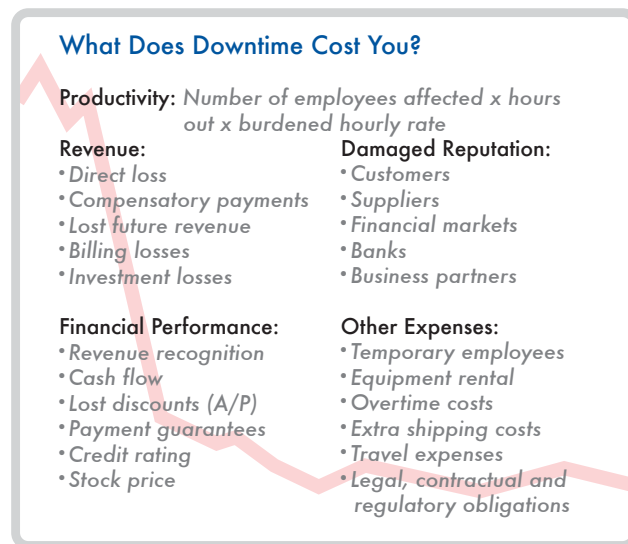 What Does Downtime Cost You?
Productivity: Number of employees affected x hours
out x burdened hourly rate
Revenue:
• Direct loss
• Compensatory payments
• Lost future revenue
• Billing losses
• Investment losses
Damaged Reputation:
• Customers
• Suppliers
• Financial markets
• Banks
• Business partners
Financial Performance:
• Revenue recognition
• Cash flow
• Lost discounts (A/P)
• Payment guarantees
• Credit rating
• Stock price
Other Expenses:
• Temporary employees
• Equipment rental
• Overtime costs
• Extra shipping costs
• Travel expenses
• Legal, contractual and
regulatory obligations